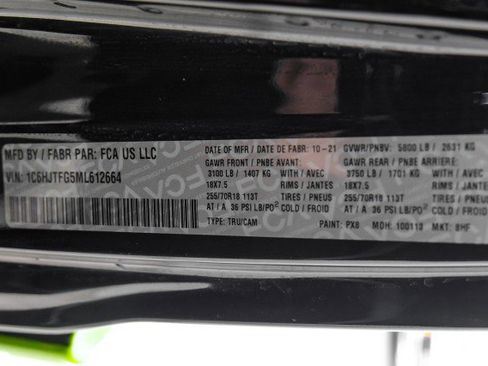 MFD BY / FABR PAR: FCA US LLC
VIN: 1C6HJTFG5ML612664
DATE OF MFR / DATE DE FABR: 10-21
GVWR/PNBV: 5800 LB / 2631 KG
GAWR FRONT / PNBE AVANT:
3100 LB / 1407 KG WITH / AVEC
18X7.5 RIMS / JANTES
255/70R18 113T TIRES / PNEUS
AT / A 36 PSI LB/PO² COLD / FROID
GAWR REAR / PNBE ARRIERE:
3750 LB / 1701 KG WITH / AVEC
18X7.5 RIMS / JANTES
255/70R18 113T TIRES / PNEUS
AT / A 36 PSI LB/PO² COLD / FROID
TYPE: TRU/CAM PAINT: PX8 MDH: 100113 MKT: BHF